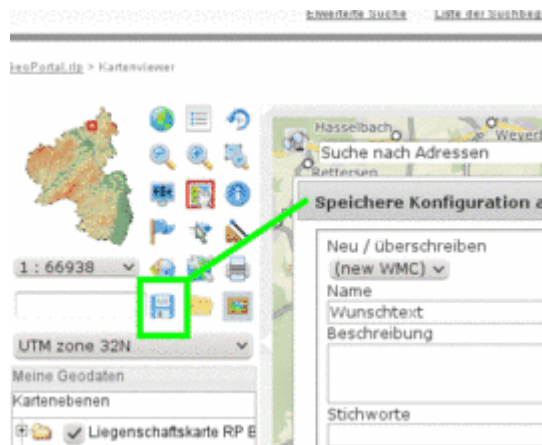 Erweiterte Suche
Liste der Suchbeg
GeoPortal.rlp > Kartenviewer
Hasselbach
Weyerb
Suche nach Adressen
Rettersen
Speichere Konfiguration a
Neu / überschreiben
1 : 66938
(new WMC)
Name
Wunschtext
Beschreibung
UTM zone 32N
Meine Geodaten
Kartenebenen
Stichworte
Liegenschaftskarte RP B